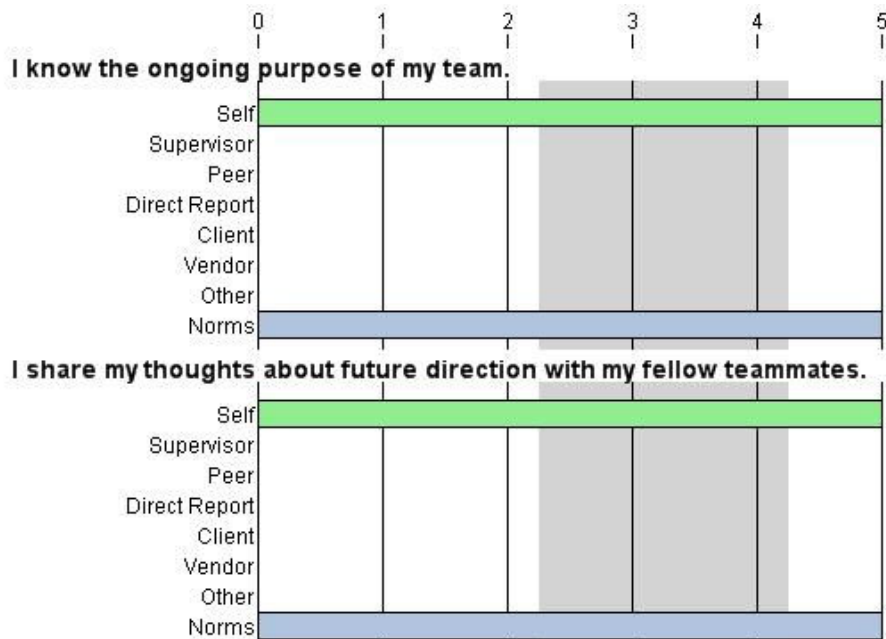 0 1 2 3 4 5
I know the ongoing purpose of my team.
Self
Supervisor
Peer
Direct Report
Client
Vendor
Other
Norms
I share my thoughts about future direction with my fellow teammates.
Self
Supervisor
Peer
Direct Report
Client
Vendor
Other
Norms